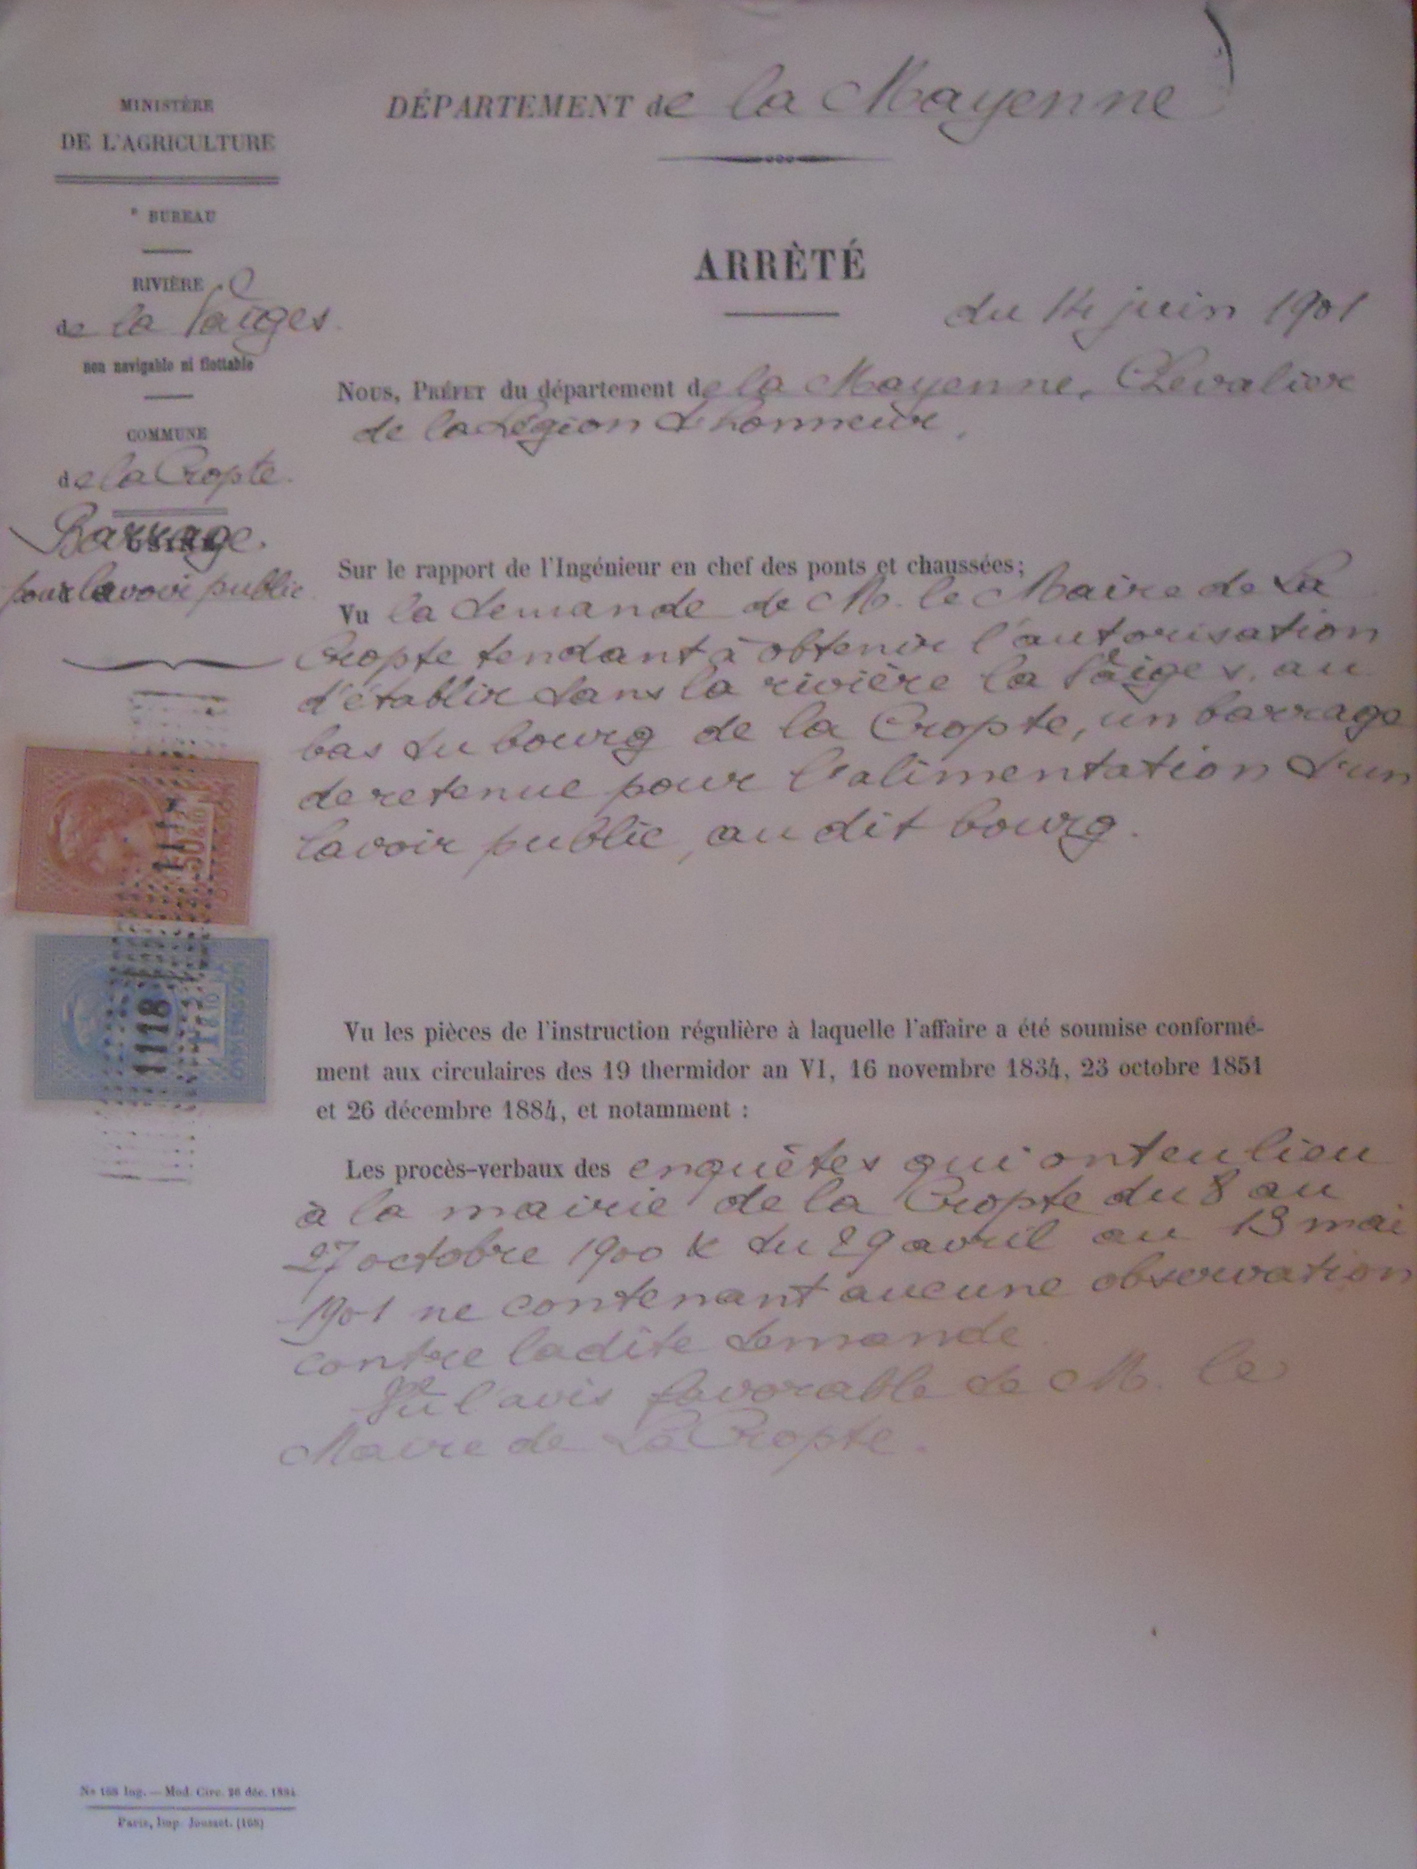 MINISTÈRE
DE L'AGRICULTURE
e BUREAU
RIVIÈRE
de la Vaiges
non navigable ni flottable
COMMUNE
de la Cropte
Barrage
pour lavoir public
DÉPARTEMENT de la Mayenne
ARRÊTÉ
du 14 juin 1901
Nous, Préfet du département de la Mayenne, Chevalier
de la Légion d'honneur,
Sur le rapport de l'Ingénieur en chef des ponts et chaussées;
Vu la demande de M. le Maire de La
Cropte tendant à obtenir l'autorisation
d'établir dans la rivière la Vaiges, au
bas du bourg de la Cropte, un barrage
de retenue pour l'alimentation d'un
lavoir public, au dit bourg.
1118
Vu les pièces de l'instruction régulière à laquelle l'affaire a été soumise conformé-
ment aux circulaires des 19 thermidor an VI, 16 novembre 1834, 23 octobre 1851
et 26 décembre 1884, et notamment :
Les procès-verbaux des enquêtes qui ont eu lieu
à la mairie de la Cropte du 8 au
27 octobre 1900 & du 29 avril au 13 mai
1901 ne contenant aucune observation
contre ladite demande
Vu l'avis favorable de M. le
Maire de La Cropte.
No 168 Ing. — Mod. Circ. 26 déc. 1884.
Paris, Imp. Jousset. (168)